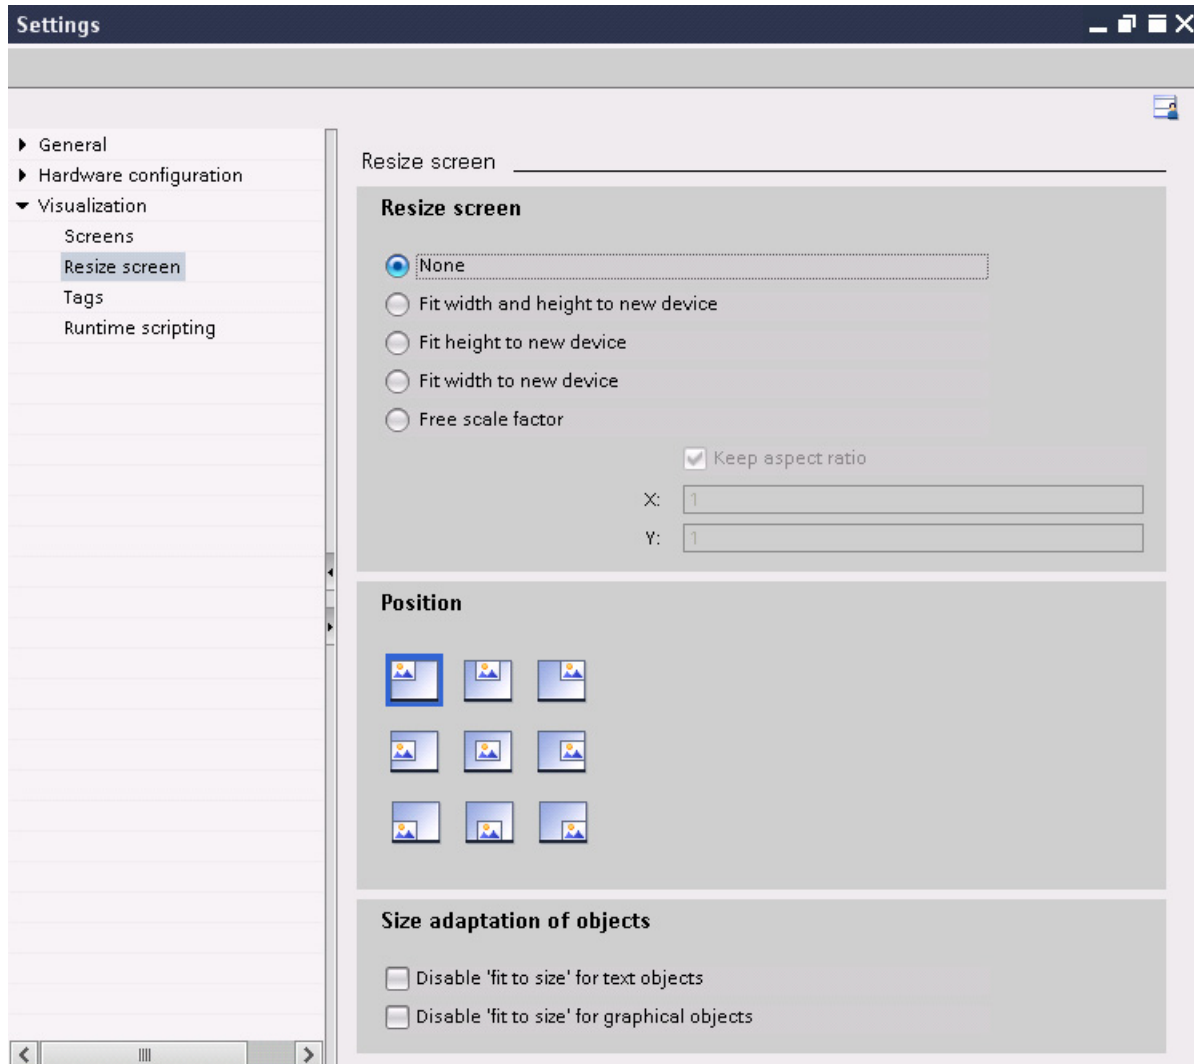 Settings
General
Hardware configuration
Visualization
Screens
Resize screen
Tags
Runtime scripting
Resize screen
Resize screen
None
Fit width and height to new device
Fit height to new device
Fit width to new device
Free scale factor
Keep aspect ratio
X: 1
Y: 1
Position
Size adaptation of objects
Disable 'fit to size' for text objects
Disable 'fit to size' for graphical objects